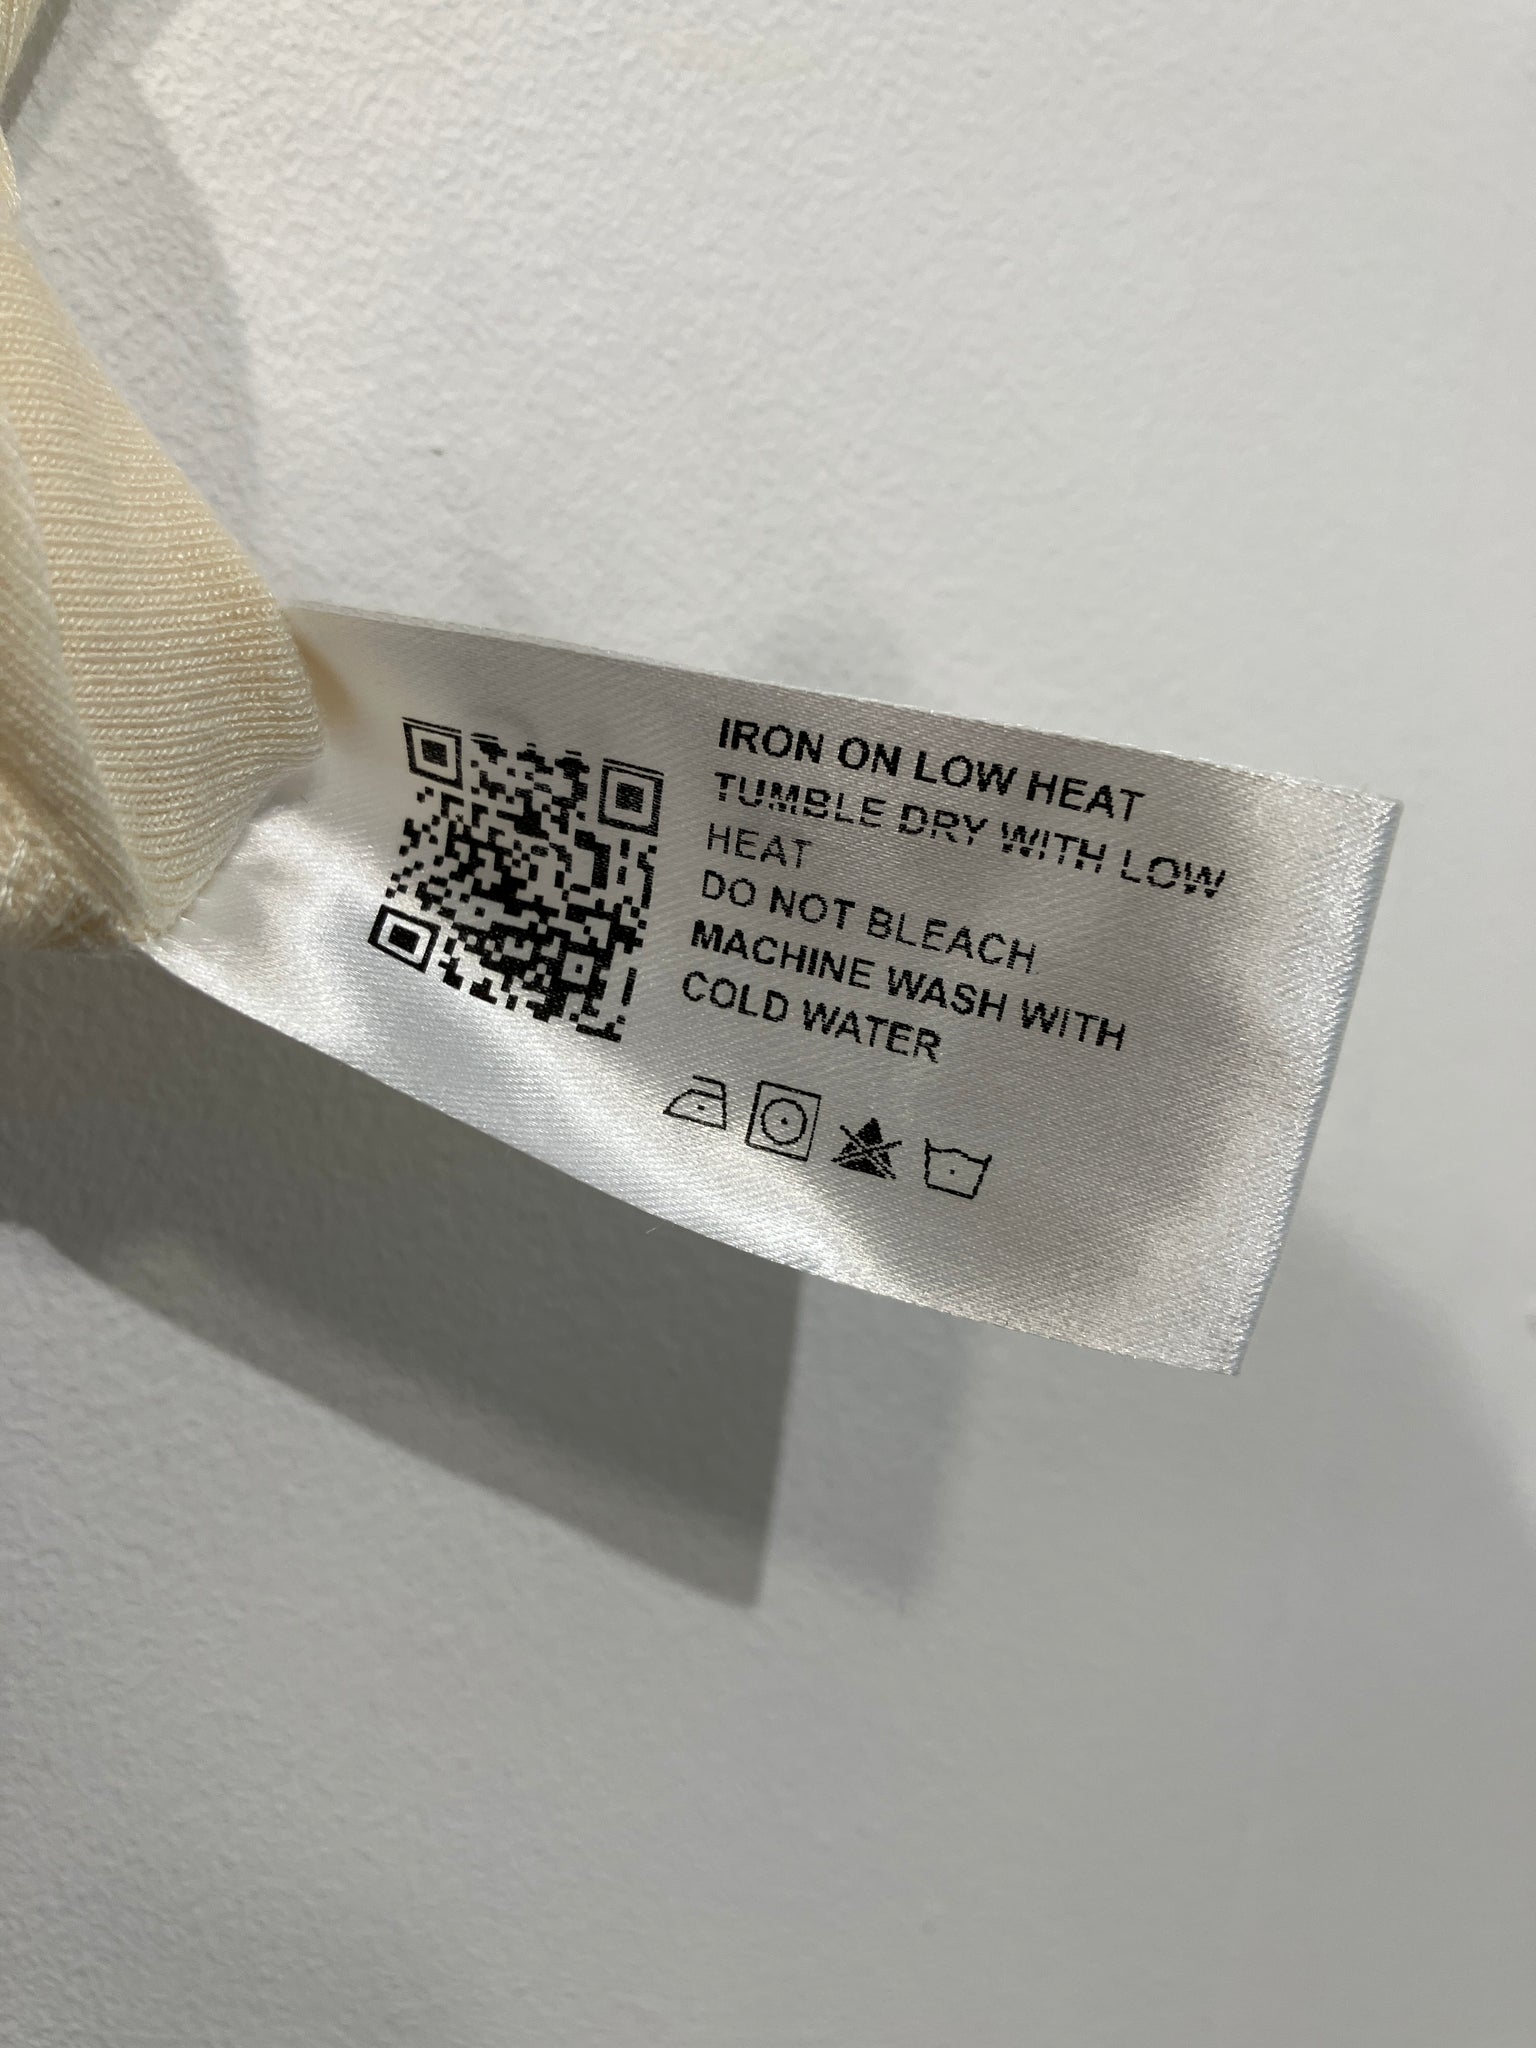 IRON ON LOW HEAT
TUMBLE DRY WITH LOW
HEAT
DO NOT BLEACH
MACHINE WASH WITH
COLD WATER